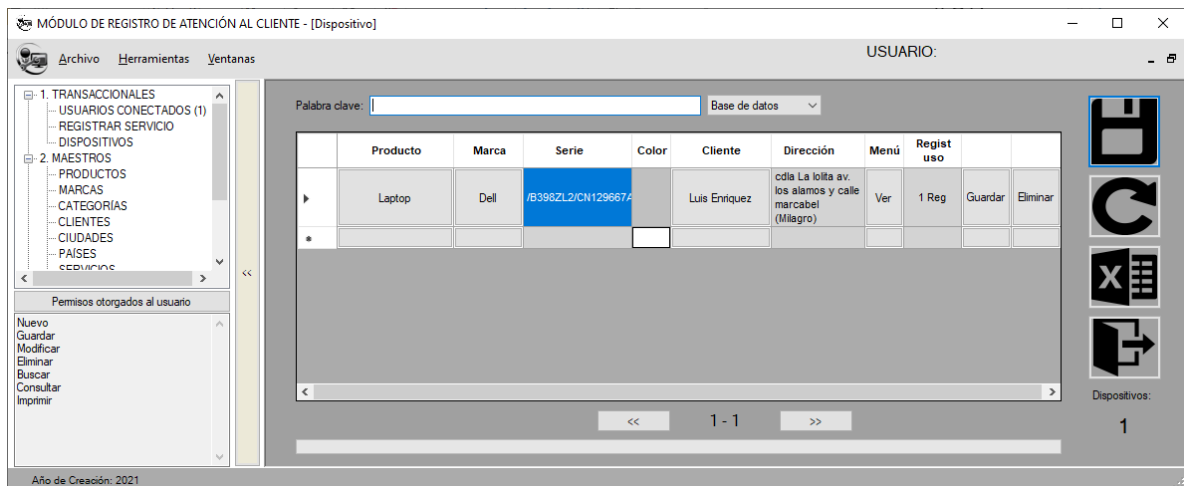 MÓDULO DE REGISTRO DE ATENCIÓN AL CLIENTE - [Dispositivo]
Archivo Herramientas Ventanas
USUARIO:
1. TRANSACCIONALES
USUARIOS CONECTADOS (1)
REGISTRAR SERVICIO
DISPOSITIVOS
2. MAESTROS
PRODUCTOS
MARCAS
CATEGORÍAS
CLIENTES
CIUDADES
PAÍSES
SERVICIOS
<<
Permisos otorgados al usuario
Nuevo
Guardar
Modificar
Eliminar
Buscar
Consultar
Imprimir
Palabra clave: Base de datos
Producto Marca Serie Color Cliente Dirección Menú Regist uso
Laptop Dell /B398ZL2/CN129667A Luis Enriquez cdla La lolita av.
los alamos y calle
marcabel
(Milagro)
Ver 1 Reg Guardar Eliminar
<< 1 - 1 >>
Dispositivos:
1
Año de Creación: 2021